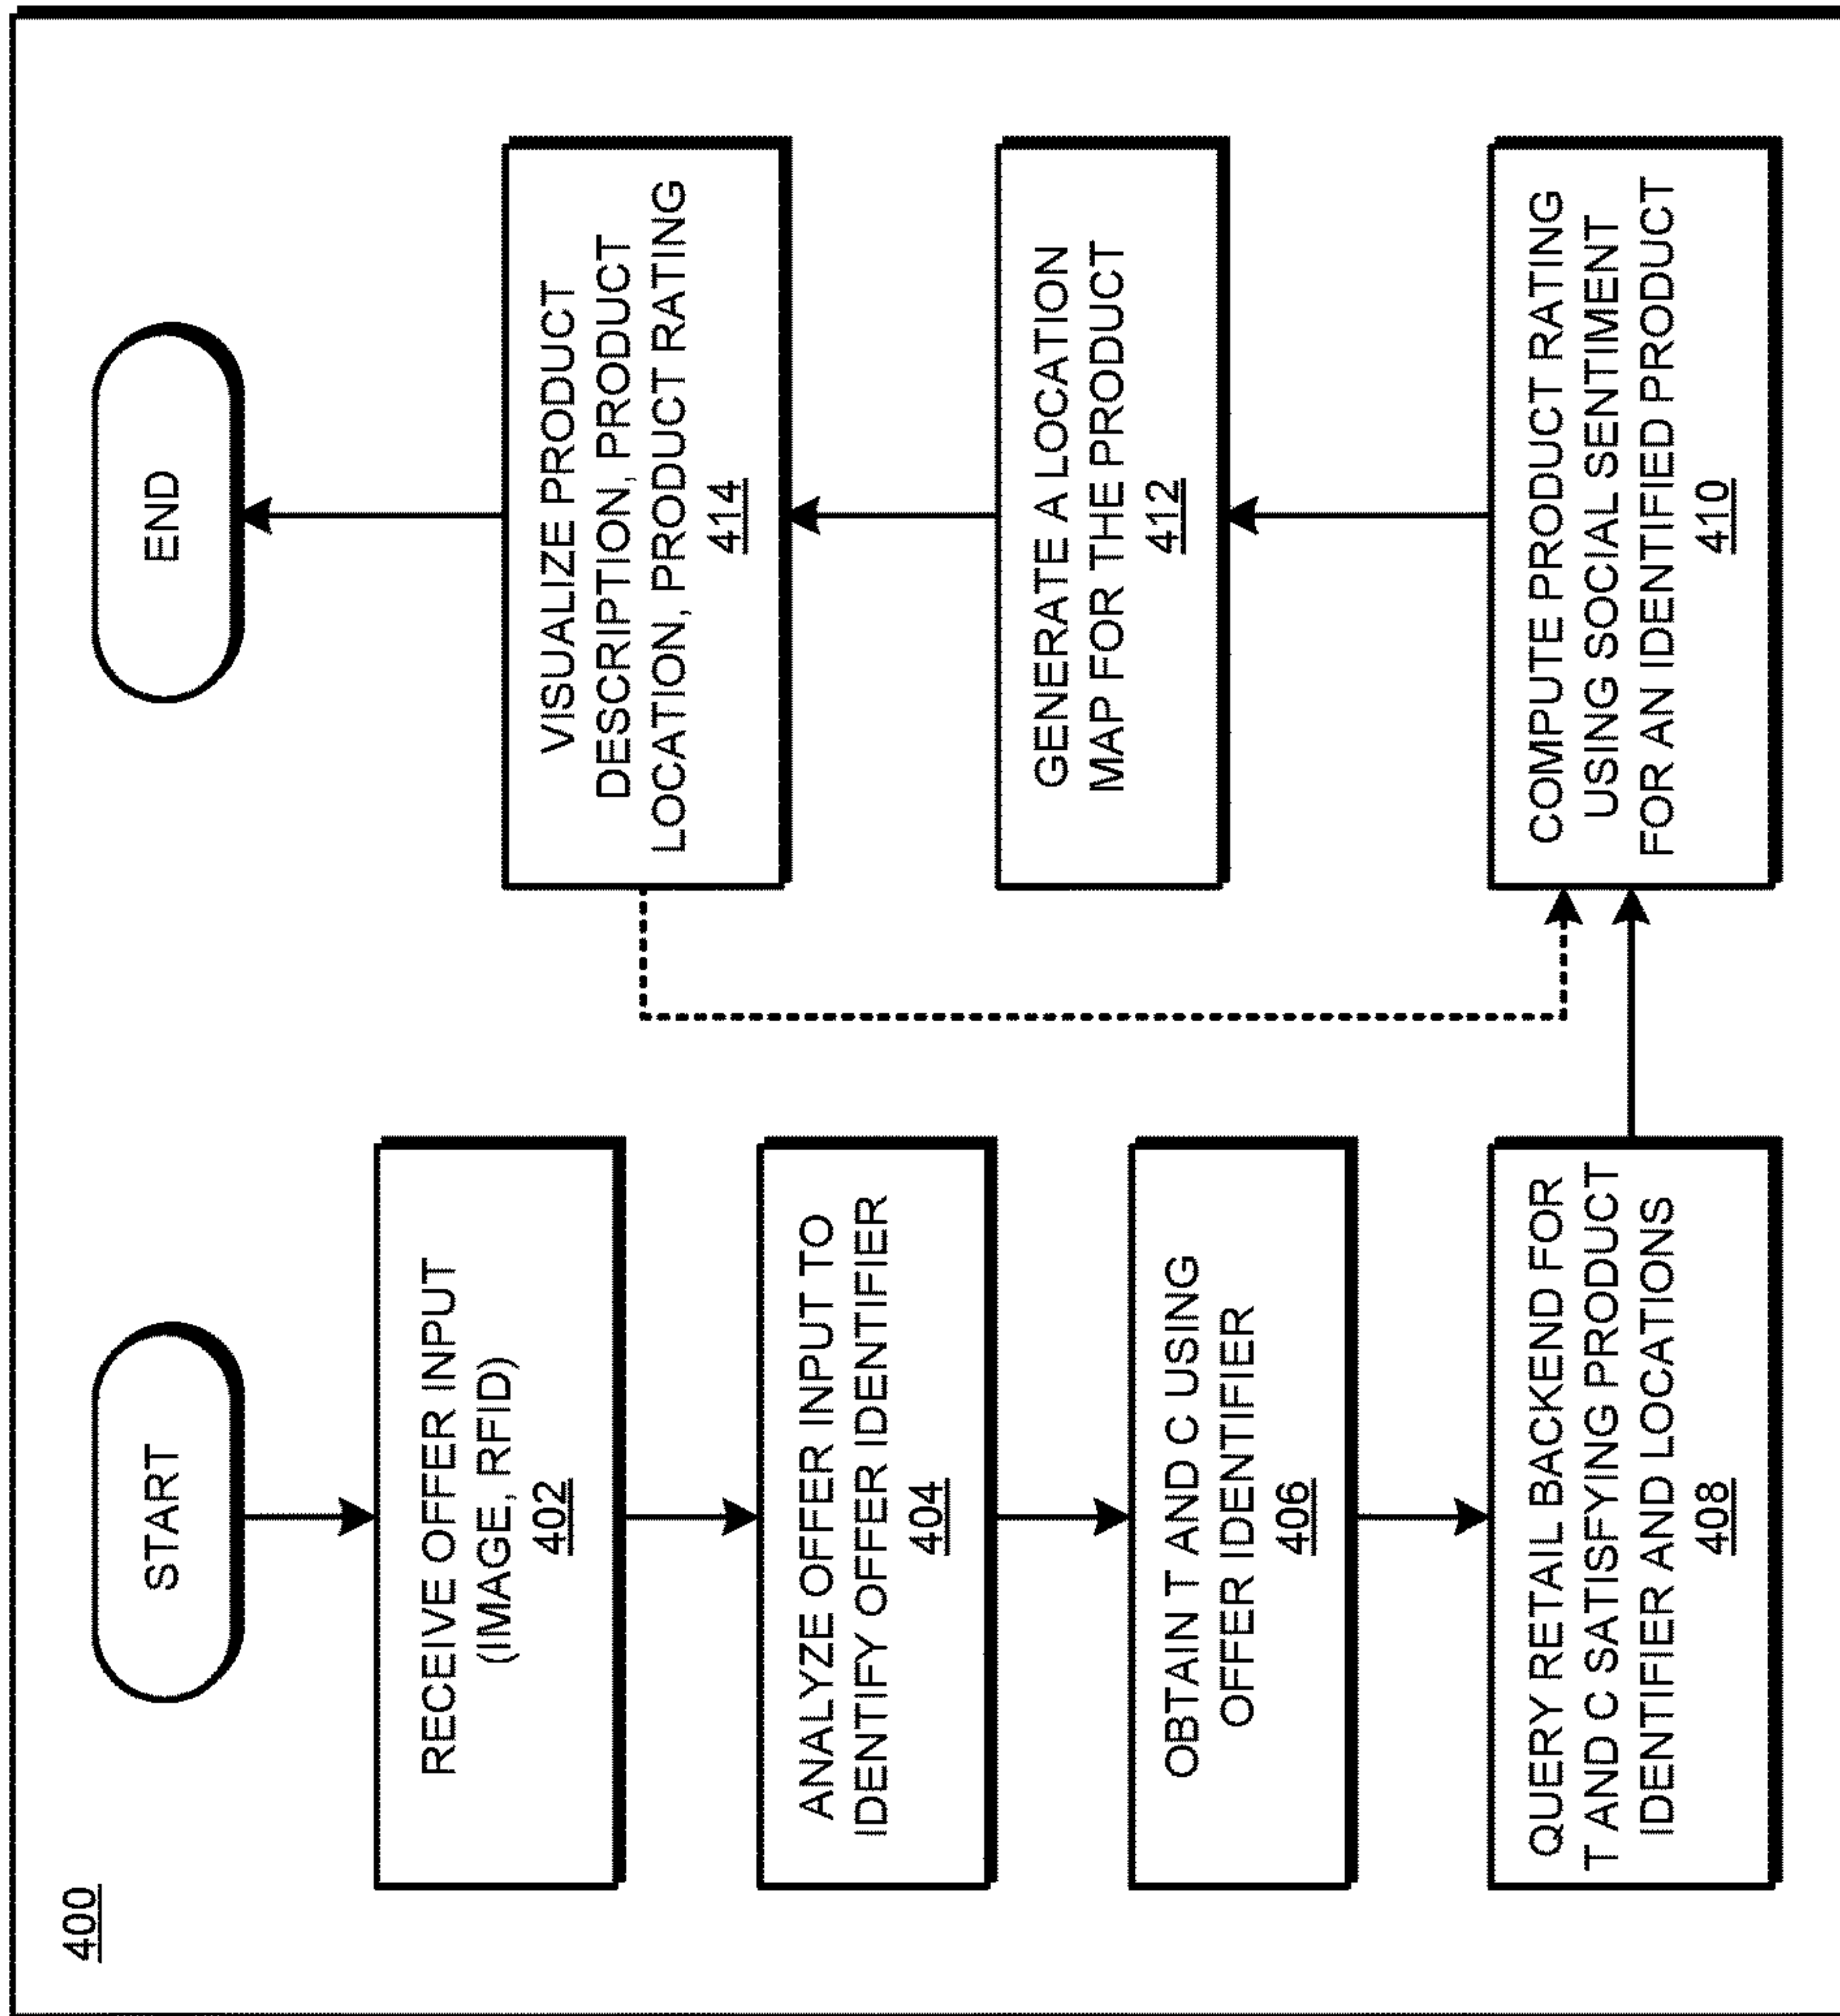 400
START
RECEIVE OFFER INPUT
(IMAGE, RFID)
402
ANALYZE OFFER INPUT TO
IDENTIFY OFFER IDENTIFIER
404
OBTAIN T AND C USING
OFFER IDENTIFIER
406
QUERY RETAIL BACKEND FOR
T AND C SATISFYING PRODUCT
IDENTIFIER AND LOCATIONS
408
COMPUTE PRODUCT RATING
USING SOCIAL SENTIMENT
FOR AN IDENTIFIED PRODUCT
410
GENERATE A LOCATION
MAP FOR THE PRODUCT
412
VISUALIZE PRODUCT
DESCRIPTION, PRODUCT
LOCATION, PRODUCT RATING
414
END